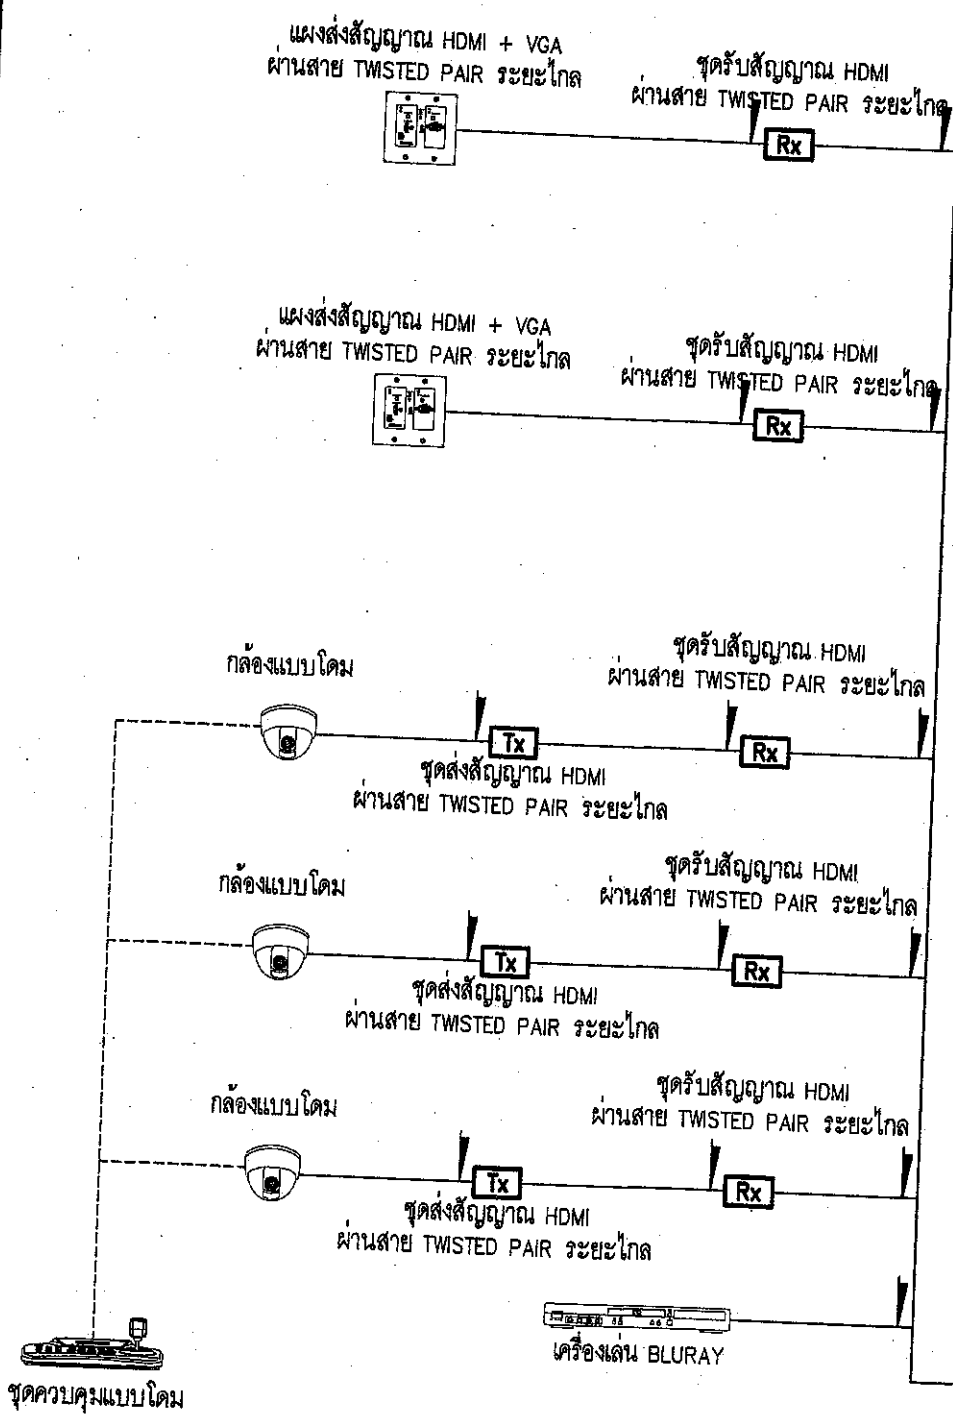 แผงส่งสัญญาณ HDMI + VGA
ผ่านสาย TWISTED PAIR ระยะไกล
ชุดรับสัญญาณ HDMI
ผ่านสาย TWISTED PAIR ระยะไกล
Rx
แผงส่งสัญญาณ HDMI + VGA
ผ่านสาย TWISTED PAIR ระยะไกล
ชุดรับสัญญาณ HDMI
ผ่านสาย TWISTED PAIR ระยะไกล
Rx
กล้องแบบโดม
ชุดรับสัญญาณ HDMI
ผ่านสาย TWISTED PAIR ระยะไกล
Tx
Rx
ชุดส่งสัญญาณ HDMI
ผ่านสาย TWISTED PAIR ระยะไกล
กล้องแบบโดม
ชุดรับสัญญาณ HDMI
ผ่านสาย TWISTED PAIR ระยะไกล
Tx
Rx
ชุดส่งสัญญาณ HDMI
ผ่านสาย TWISTED PAIR ระยะไกล
กล้องแบบโดม
ชุดรับสัญญาณ HDMI
ผ่านสาย TWISTED PAIR ระยะไกล
Tx
Rx
ชุดส่งสัญญาณ HDMI
ผ่านสาย TWISTED PAIR ระยะไกล
เครื่องเล่น BLURAY
ชุดควบคุมแบบโดม